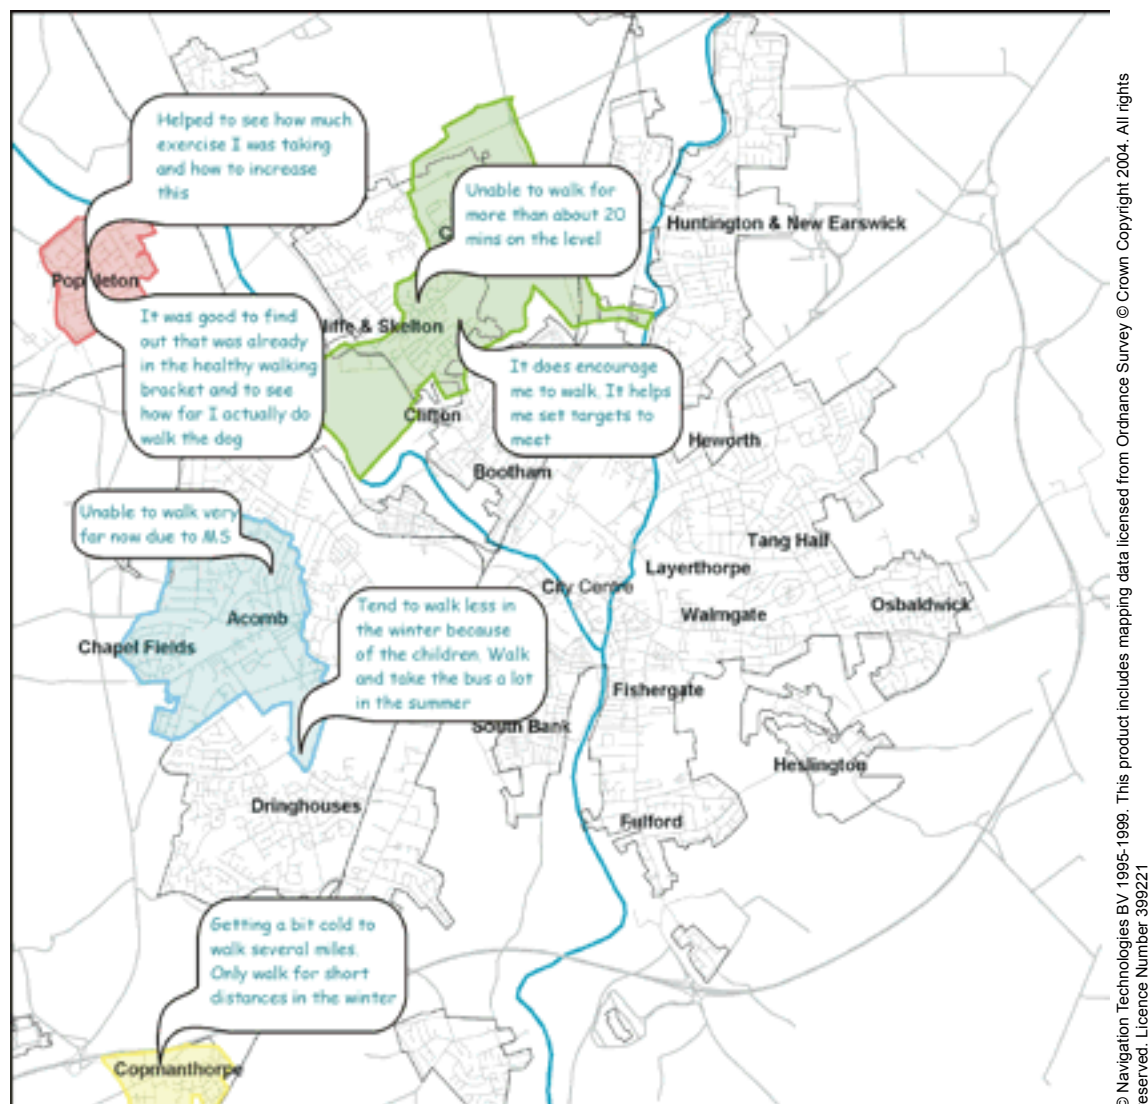 Helped to see how much
exercise I was taking
and how to increase
this
Unable to walk for
more than about 20
mins on the level
Huntington & New Earswick
Poppleton
It was good to find
out that was already
in the healthy walking
bracket and to see
how far I actually do
walk the dog
liffe & Skelton
It does encourage
me to walk. It helps
me set targets to
meet
Clifton
Heworth
Bootham
Unable to walk very
far now due to MS
Tang Hall
Layerthorpe
City Centre
Acomb
Walmgate
Osbaldwick
Chapel Fields
Tend to walk less in
the winter because
of the children. Walk
and take the bus a lot
in the summer
Fishergate
South Bank
Heslington
Dringhouses
Fulford
Getting a bit cold to
walk several miles.
Only walk for short
distances in the winter
Copmanthorpe
© Navigation Technologies BV 1995-1999. This product includes mapping data licensed from Ordnance Survey © Crown Copyright 2004. All rights
eserved. Licence Number 399221